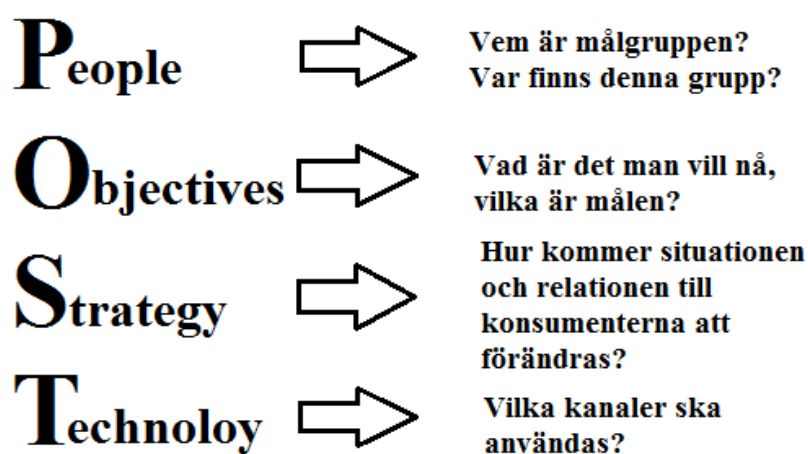 People
Vem är målgruppen?
Var finns denna grupp?
Objectives
Vad är det man vill nå,
vilka är målen?
Strategy
Hur kommer situationen
och relationen till
konsumenterna att
förändras?
Technoloy
Vilka kanaler ska
användas?